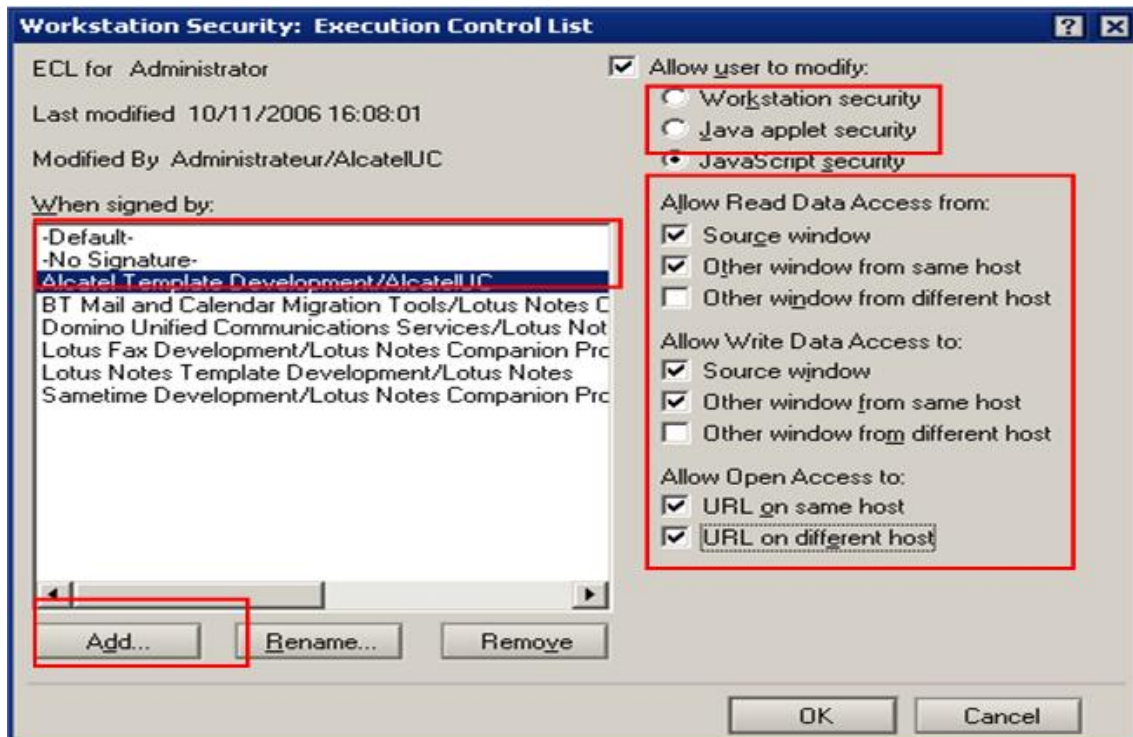 Workstation Security: Execution Control List
ECL for Administrator
Last modified 10/11/2006 16:08:01
Modified By Administrateur/AlcatelUC
When signed by:
-Default-
-No Signature-
Alcatel Template Development/AlcatelUC
BT Mail and Calendar Migration Tools/Lotus Notes C
Domino Unified Communications Services/Lotus Not
Lotus Fax Development/Lotus Notes Companion Pro
Lotus Notes Template Development/Lotus Notes
Sametime Development/Lotus Notes Companion Pro
Add...
Rename...
Remove
Allow user to modify:
Workstation security
Java applet security
JavaScript security
Allow Read Data Access from:
Source window
Other window from same host
Other window from different host
Allow Write Data Access to:
Source window
Other window from same host
Other window from different host
Allow Open Access to:
URL on same host
URL on different host
OK
Cancel